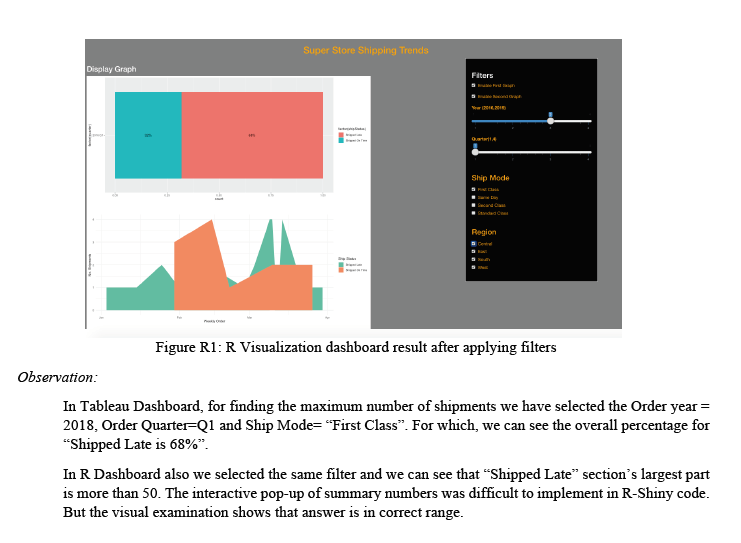 Super Store Shipping Trends
Display Graph
Filters
Enable First Graph
Enable Second Graph
Year (2016,2019)
Quarter(1,4)
Ship Mode
First Class
Same Day
Second Class
Standard Class
Region
Central
East
South
West
32%
Ship Status
Shipped Late
Shipped On Time
Weekly Order
Figure R1: R Visualization dashboard result after applying filters
Observation:
In Tableau Dashboard, for finding the maximum number of shipments we have selected the Order year =
2018, Order Quarter=Q1 and Ship Mode= “First Class”. For which, we can see the overall percentage for
“Shipped Late is 68%”.
In R Dashboard also we selected the same filter and we can see that “Shipped Late” section’s largest part
is more than 50. The interactive pop-up of summary numbers was difficult to implement in R-Shiny code.
But the visual examination shows that answer is in correct range.